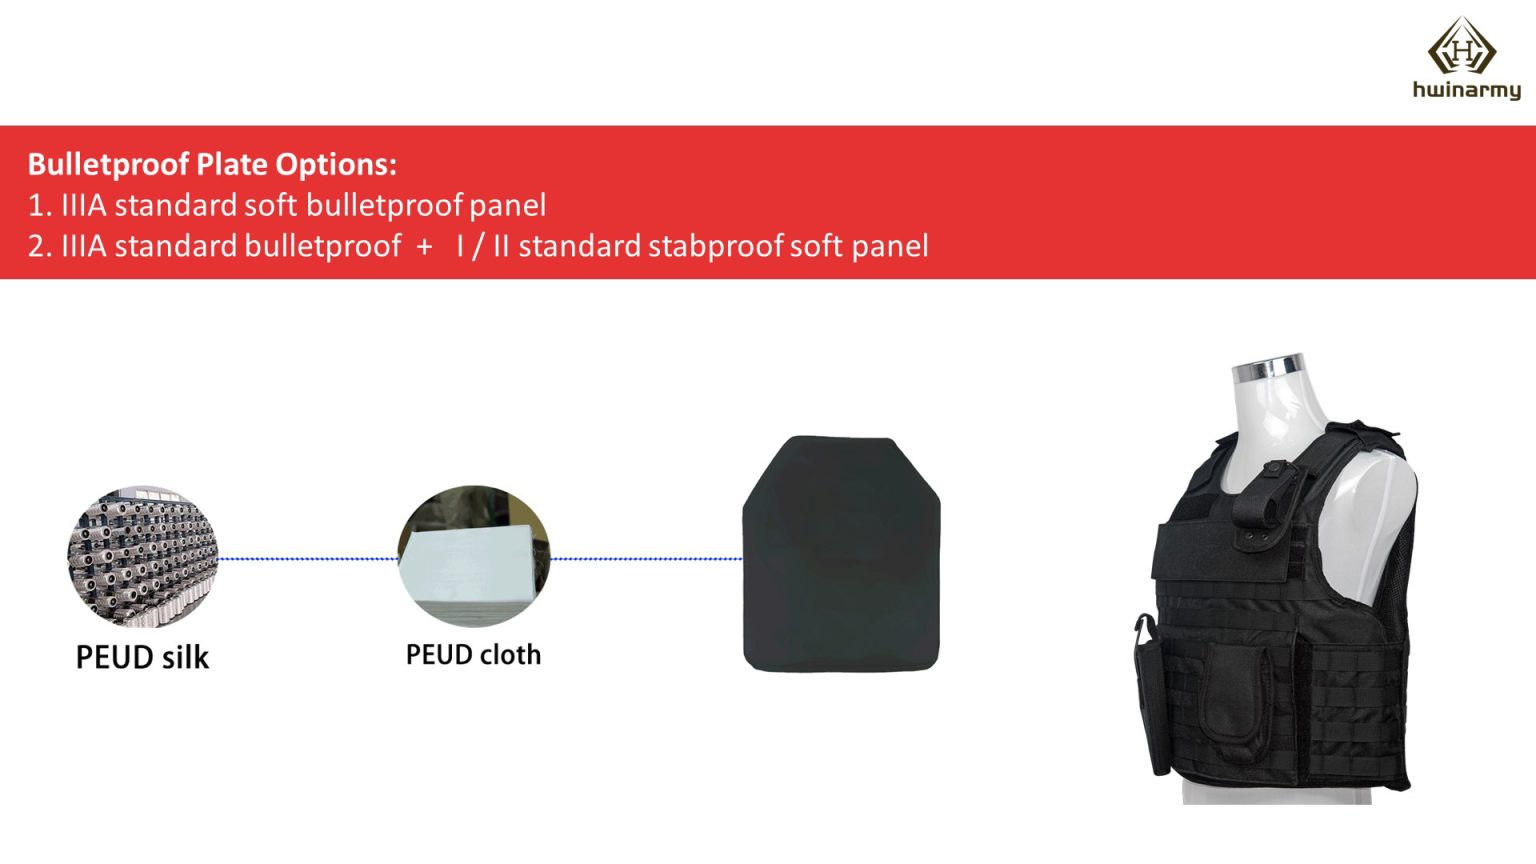 H
hwinarmy
Bulletproof Plate Options:
1. IIIA standard soft bulletproof panel
2. IIIA standard bulletproof + I / II standard stabproof soft panel
PEUD silk
PEUD cloth